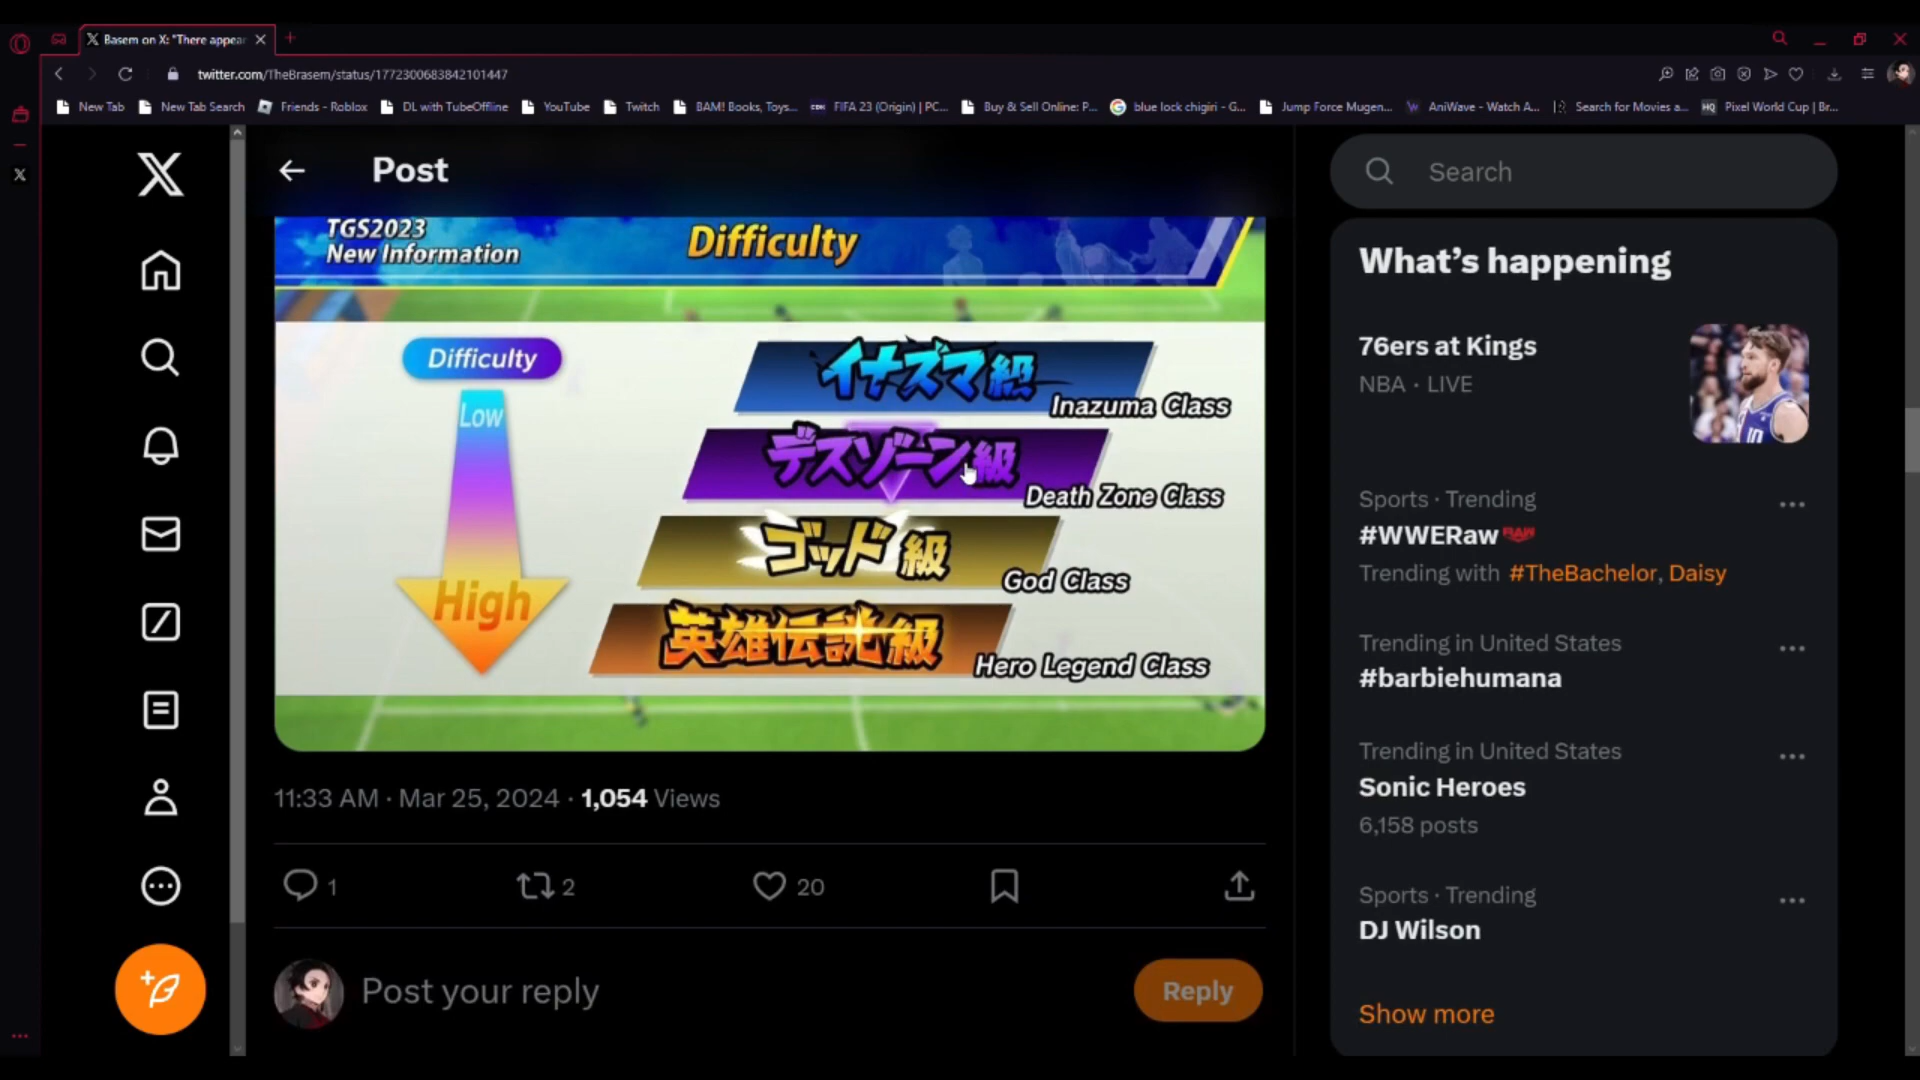 Basem on X: "There appear
twitter.com/TheBrasem/status/1772300683842101447
New Tab
New Tab Search
Friends - Roblox
DL with TubeOffline
YouTube
Twitch
BAM! Books, Toys...
FIFA 23 (Origin) | PC...
Buy & Sell Online: P...
blue lock chigiri - G...
Jump Force Mugen...
AniWave - Watch A...
Search for Movies a...
HQ
Pixel World Cup | Br...
Post
TGS2023
New Information
Difficulty
Difficulty
Low
High
イナズマ級
Inazuma Class
デスゾーン級
Death Zone Class
ゴッド級
God Class
英雄伝説級
Hero Legend Class
11:33 AM · Mar 25, 2024 · 1,054 Views
1
2
20
Post your reply
Reply
Search
What's happening
76ers at Kings
NBA · LIVE
Sports · Trending
#WWERaw
Trending with #TheBachelor, Daisy
Trending in United States
#barbiehumana
Trending in United States
Sonic Heroes
6,158 posts
Sports · Trending
DJ Wilson
Show more